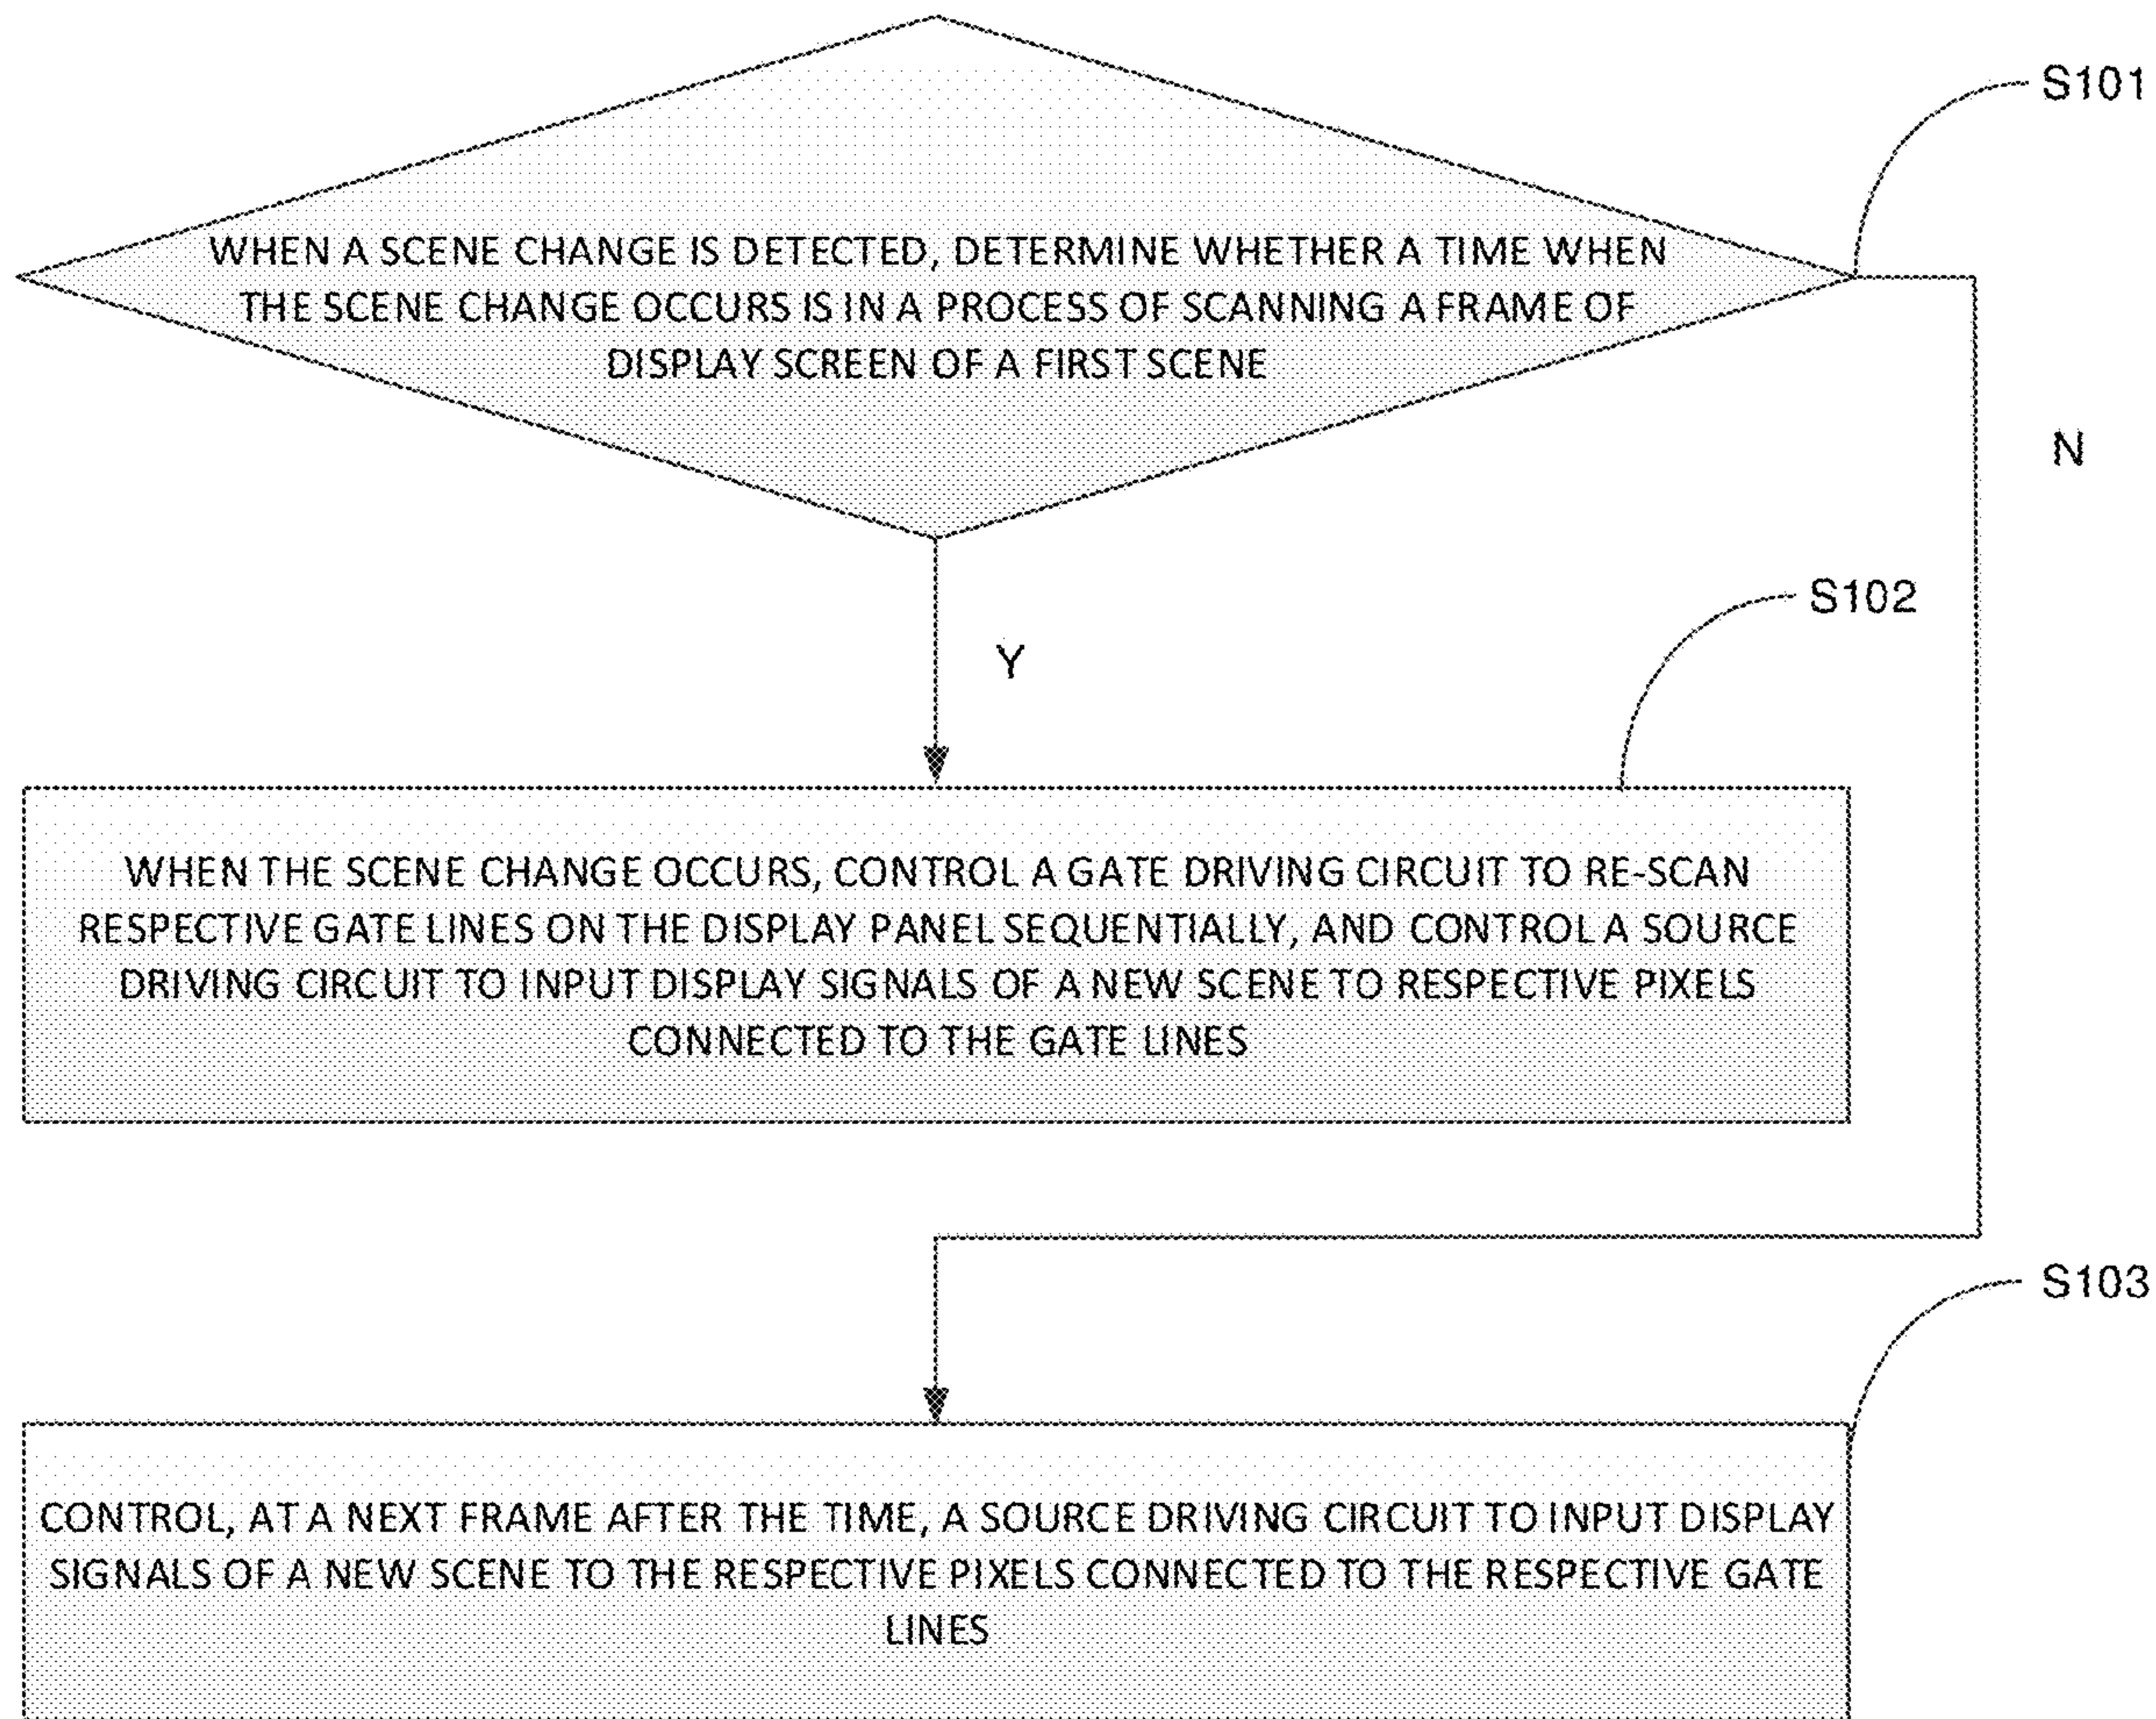 S101
WHEN A SCENE CHANGE IS DETECTED, DETERMINE WHETHER A TIME WHEN
THE SCENE CHANGE OCCURS IS IN A PROCESS OF SCANNING A FRAME OF
DISPLAY SCREEN OF A FIRST SCENE
N
S102
Y
WHEN THE SCENE CHANGE OCCURS, CONTROL A GATE DRIVING CIRCUIT TO RE-SCAN
RESPECTIVE GATE LINES ON THE DISPLAY PANEL SEQUENTIALLY, AND CONTROL A SOURCE
DRIVING CIRCUIT TO INPUT DISPLAY SIGNALS OF A NEW SCENE TO RESPECTIVE PIXELS
CONNECTED TO THE GATE LINES
S103
CONTROL, AT A NEXT FRAME AFTER THE TIME, A SOURCE DRIVING CIRCUIT TO INPUT DISPLAY
SIGNALS OF A NEW SCENE TO THE RESPECTIVE PIXELS CONNECTED TO THE RESPECTIVE GATE
LINES